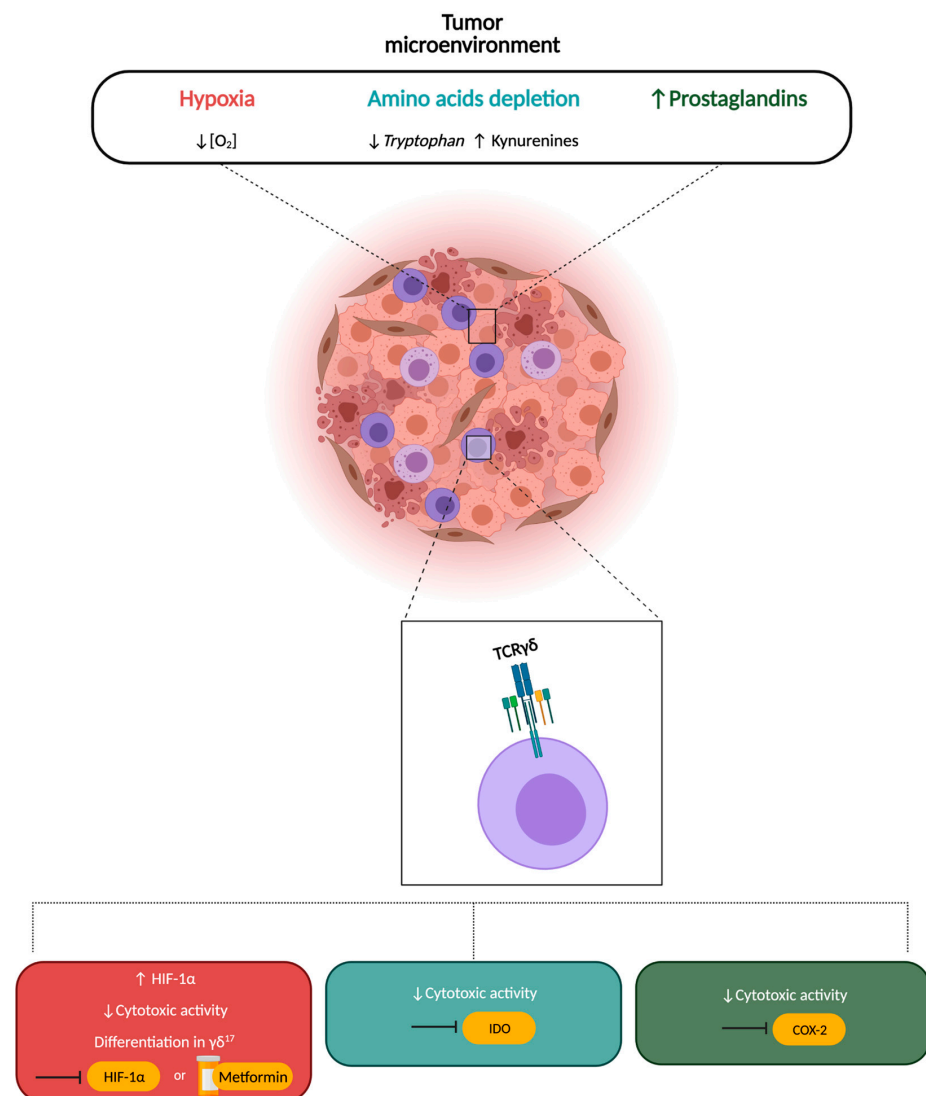 Tumor
microenvironment
Hypoxia
Amino acids depletion
↑ Prostaglandins
↓ [O₂]
↓ Tryptophan ↑ Kynurenines
TCRγδ
↑ HIF-1α
↓ Cytotoxic activity
Differentiation in γδ¹⁷
HIF-1α or Metformin
↓ Cytotoxic activity
IDO
↓ Cytotoxic activity
COX-2